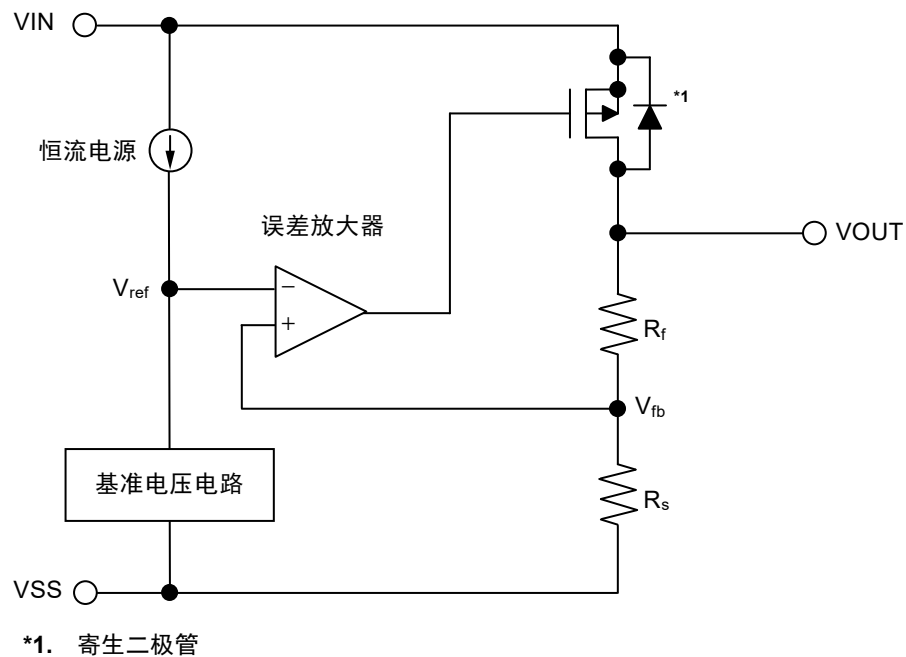 VIN
*1
恒流电源
误差放大器
VOUT
Vref
−
+
Rf
Vfb
基准电压电路
Rs
VSS
*1. 寄生二极管